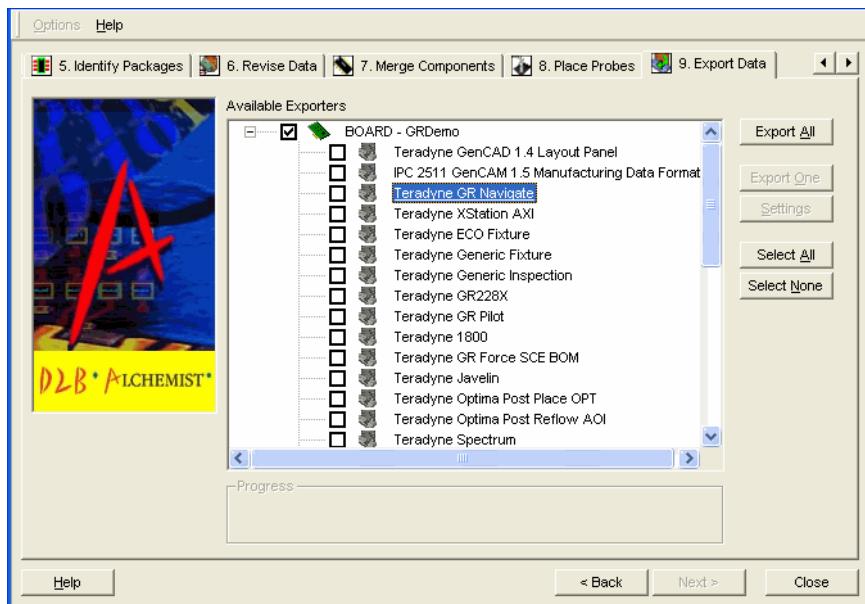 Options Help
5. Identify Packages 6. Revise Data 7. Merge Components 8. Place Probes 9. Export Data
Available Exporters
BOARD - GRDemo
Teradyne GenCAD 1.4 Layout Panel
IPC 2511 GenCAM 1.5 Manufacturing Data Format
Teradyne GR Navigate
Teradyne XStation AXI
Teradyne ECO Fixture
Teradyne Generic Fixture
Teradyne Generic Inspection
Teradyne GR228X
Teradyne GR Pilot
Teradyne 1800
Teradyne GR Force SCE BOM
Teradyne Javelin
Teradyne Optima Post Place OPT
Teradyne Optima Post Reflow AOI
Teradyne Spectrum
Export All
Export One
Settings
Select All
Select None
A
D2B • ALCHEMIST •
Progress
Help < Back Next > Close